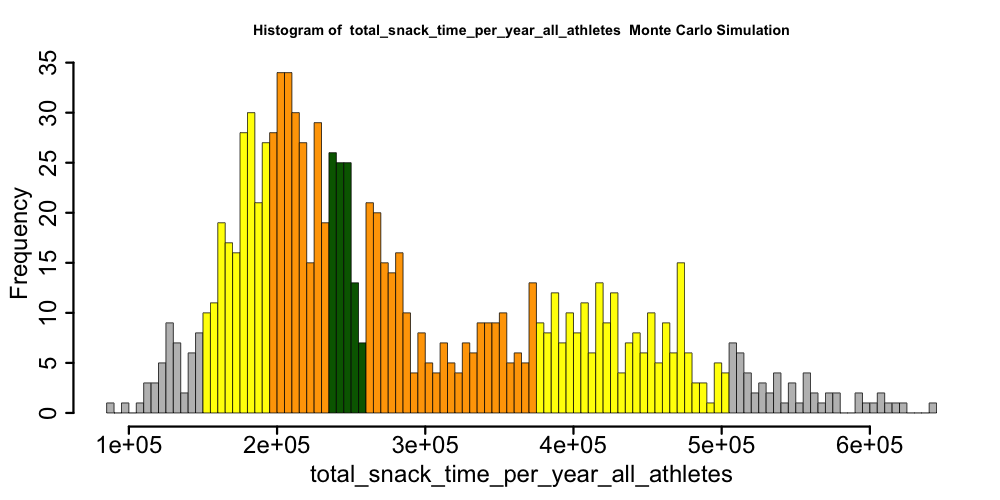 Histogram of  total_snack_time_per_year_all_athletes  Monte Carlo Simulation
Frequency
35
30
25
20
15
10
5
0
1e+05 2e+05 3e+05 4e+05 5e+05 6e+05
total_snack_time_per_year_all_athletes